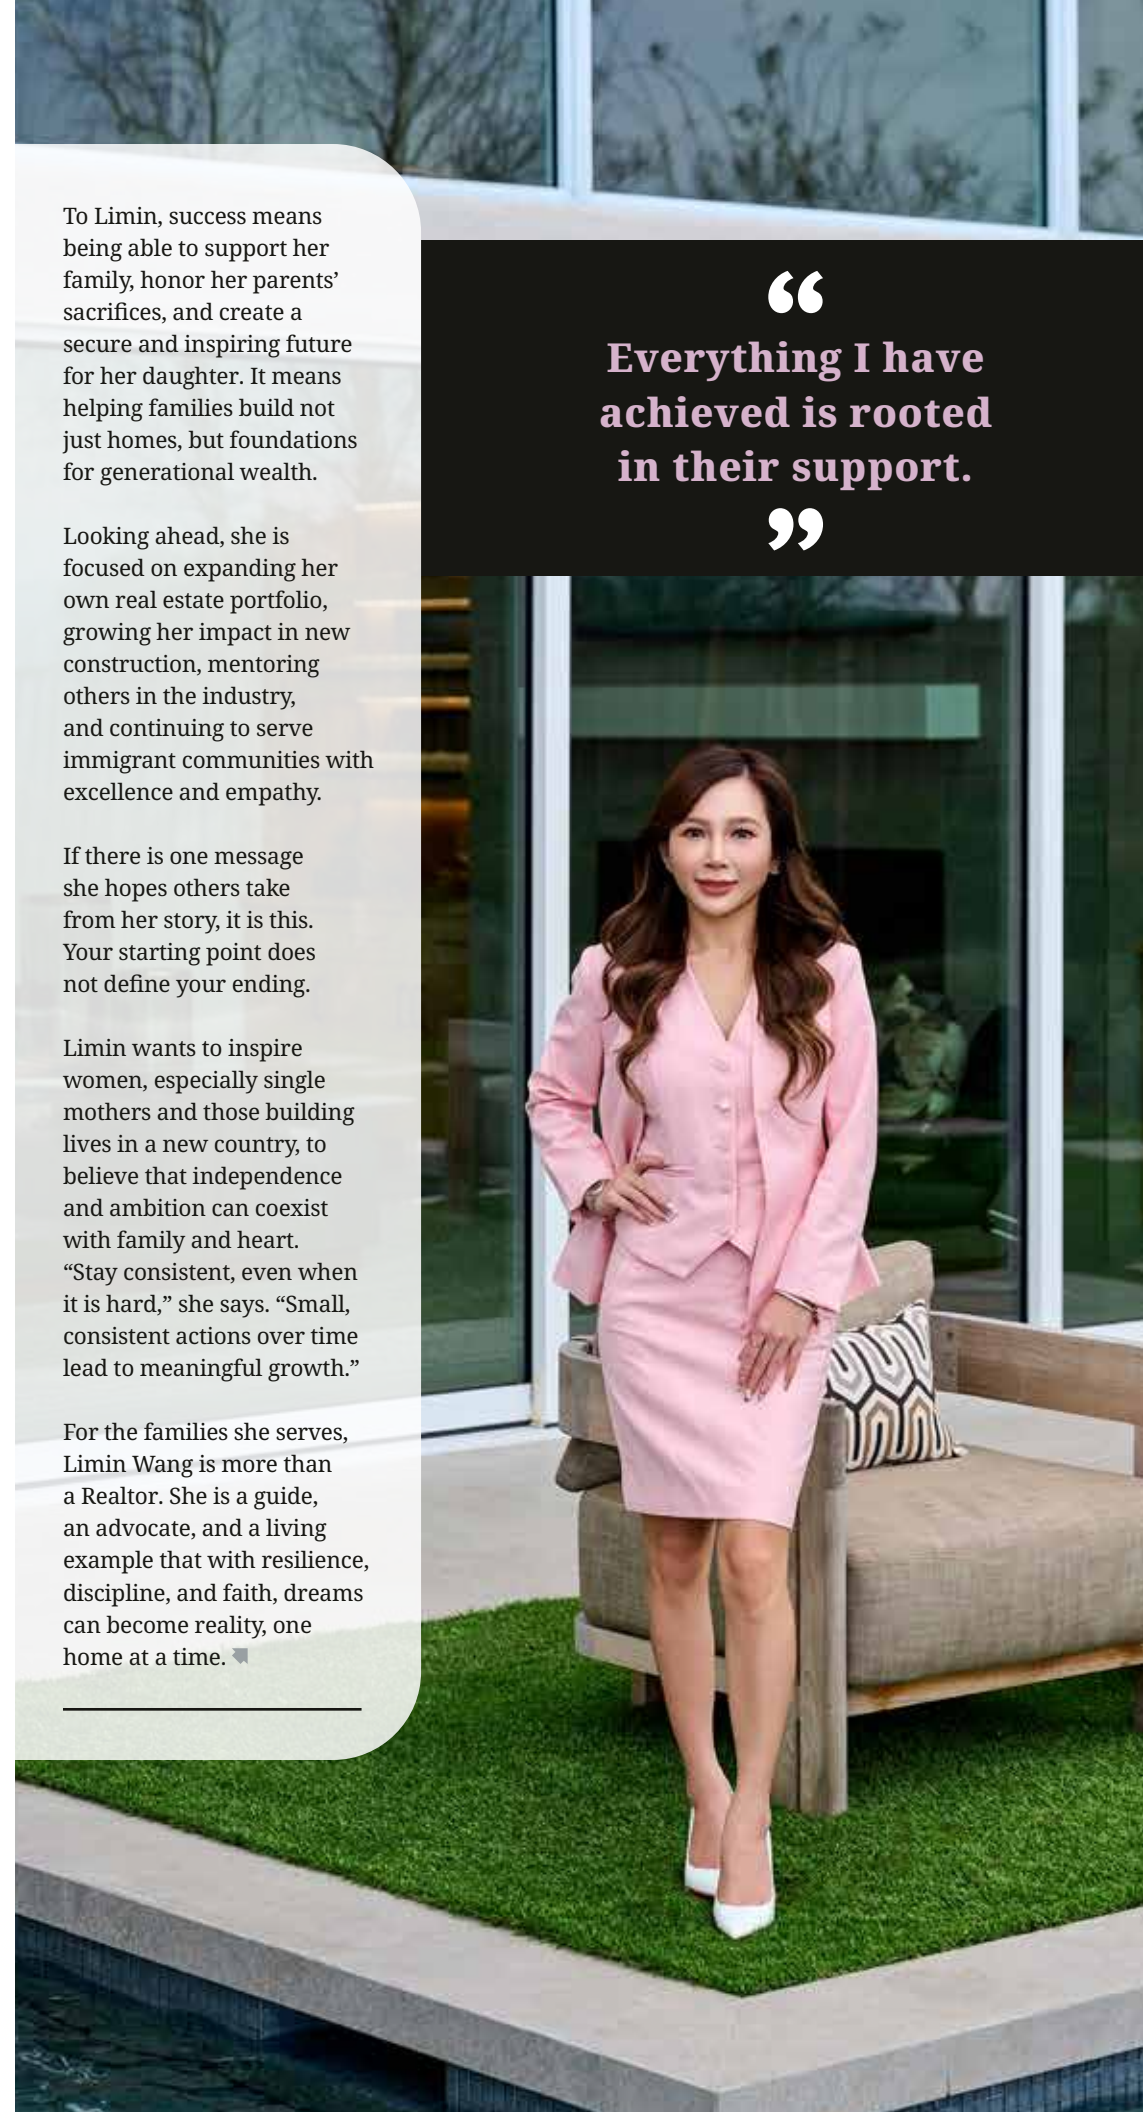 To Limin, success means
being able to support her
family, honor her parents’
sacrifices, and create a
secure and inspiring future
for her daughter. It means
helping families build not
just homes, but foundations
for generational wealth.
Looking ahead, she is
focused on expanding her
own real estate portfolio,
growing her impact in new
construction, mentoring
others in the industry,
and continuing to serve
immigrant communities with
excellence and empathy.
If there is one message
she hopes others take
from her story, it is this.
Your starting point does
not define your ending.
Limin wants to inspire
women, especially single
mothers and those building
lives in a new country, to
believe that independence
and ambition can coexist
with family and heart.
“Stay consistent, even when
it is hard,” she says. “Small,
consistent actions over time
lead to meaningful growth.”
For the families she serves,
Limin Wang is more than
a Realtor. She is a guide,
an advocate, and a living
example that with resilience,
discipline, and faith, dreams
can become reality, one
home at a time.
“
Everything I have
achieved is rooted
in their support.
”